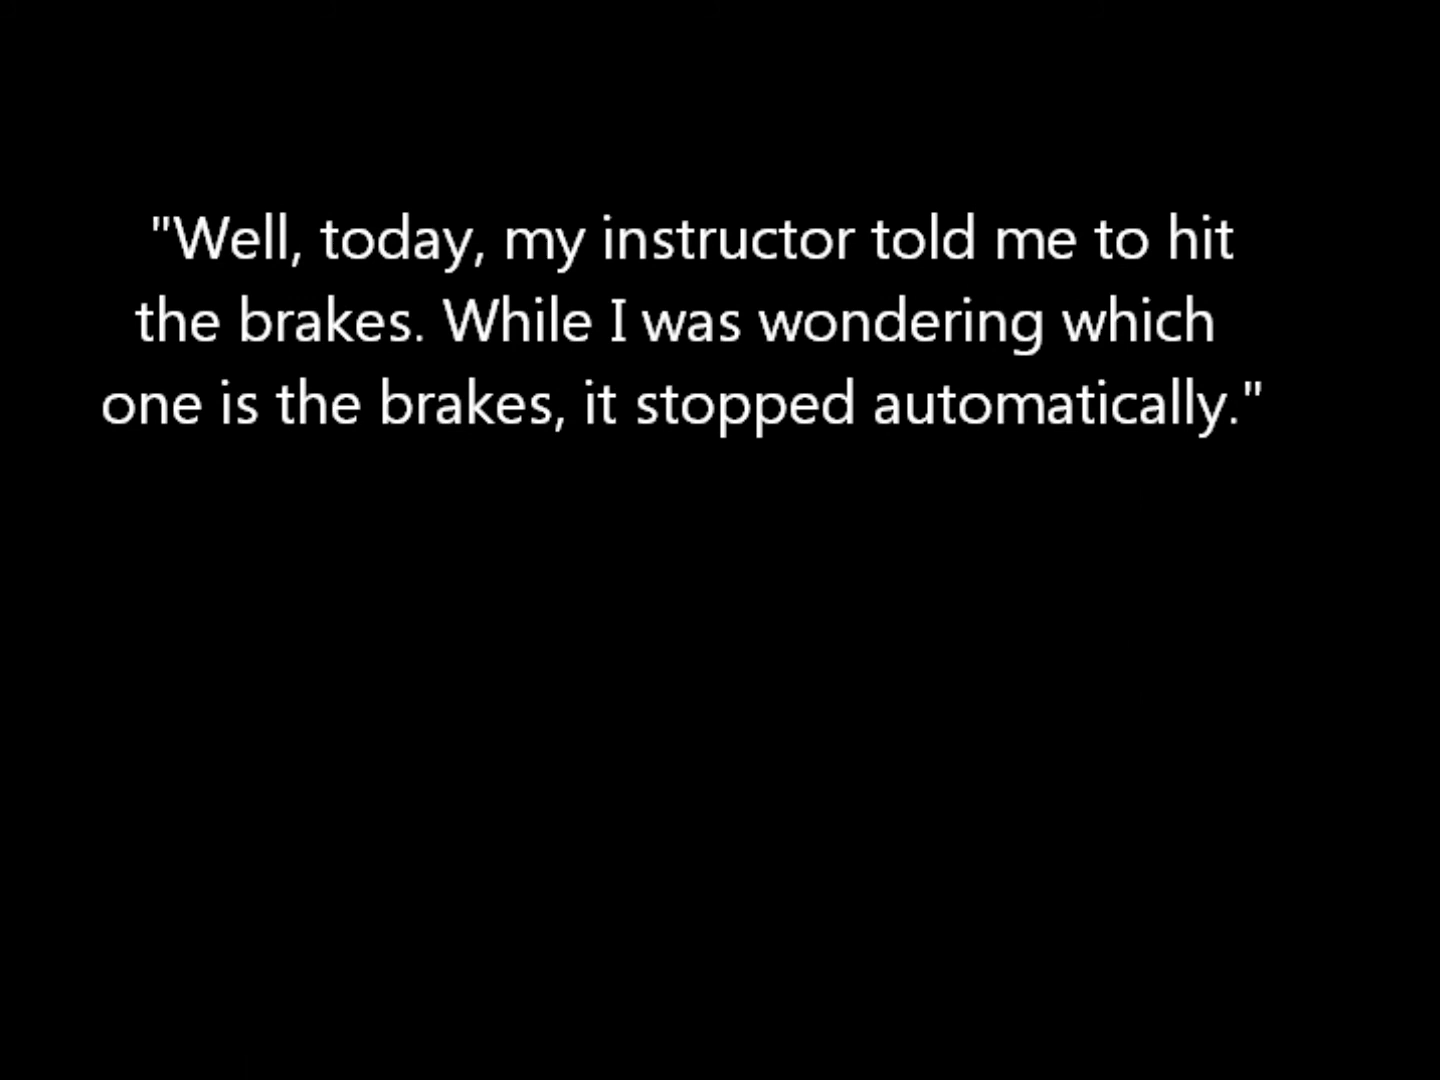 "Well, today, my instructor told me to hit
the brakes. While I was wondering which
one is the brakes, it stopped automatically."